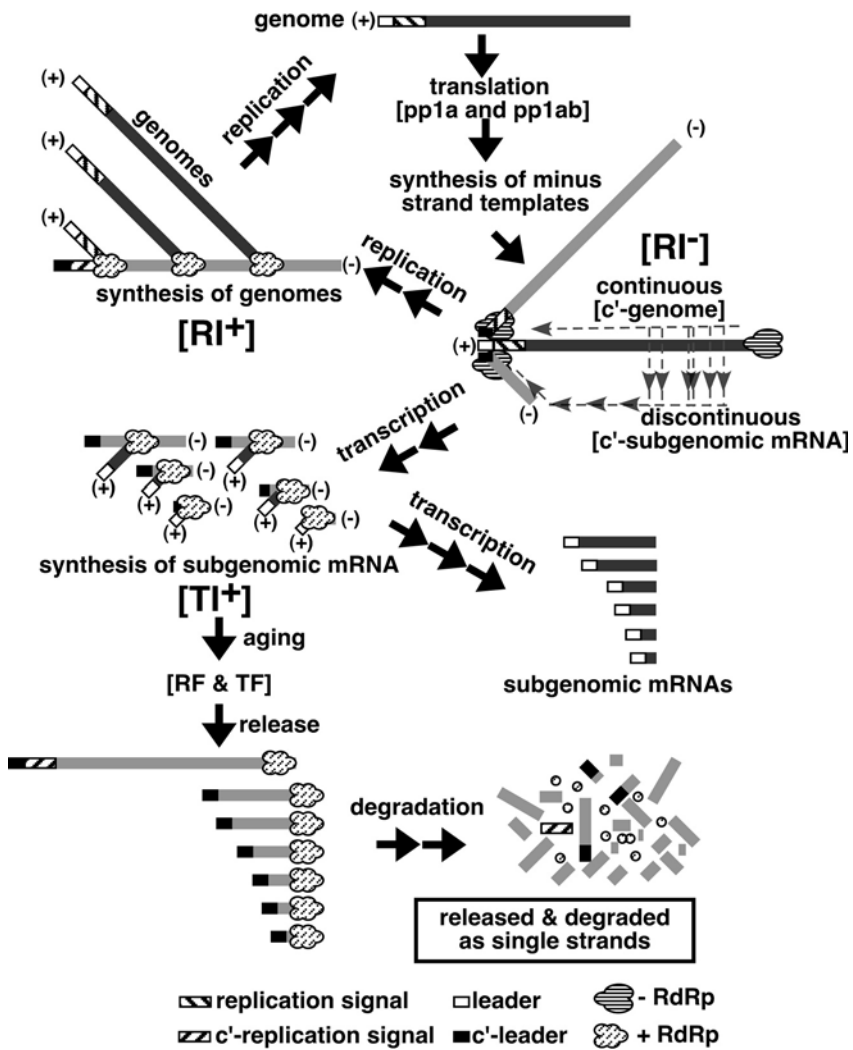 genome (+)
translation
[pp1a and pp1ab]
synthesis of minus
strand templates
(-)
replication
(+)
genomes
(+)
(+)
(-)
synthesis of genomes
[RI+]
replication
[RI-]
continuous
[c'-genome]
(+)
(-)
discontinuous
[c'-subgenomic mRNA]
transcription
(-)
(-)
(+)
(-)
(+)
(+)
(-)
(-)
(+)
(-)
(+)
(+)
synthesis of subgenomic mRNA
[TI+]
transcription
subgenomic mRNAs
aging
[RF & TF]
release
degradation
released & degraded
as single strands
replication signal
leader
- RdRp
c'-replication signal
c'-leader
+ RdRp